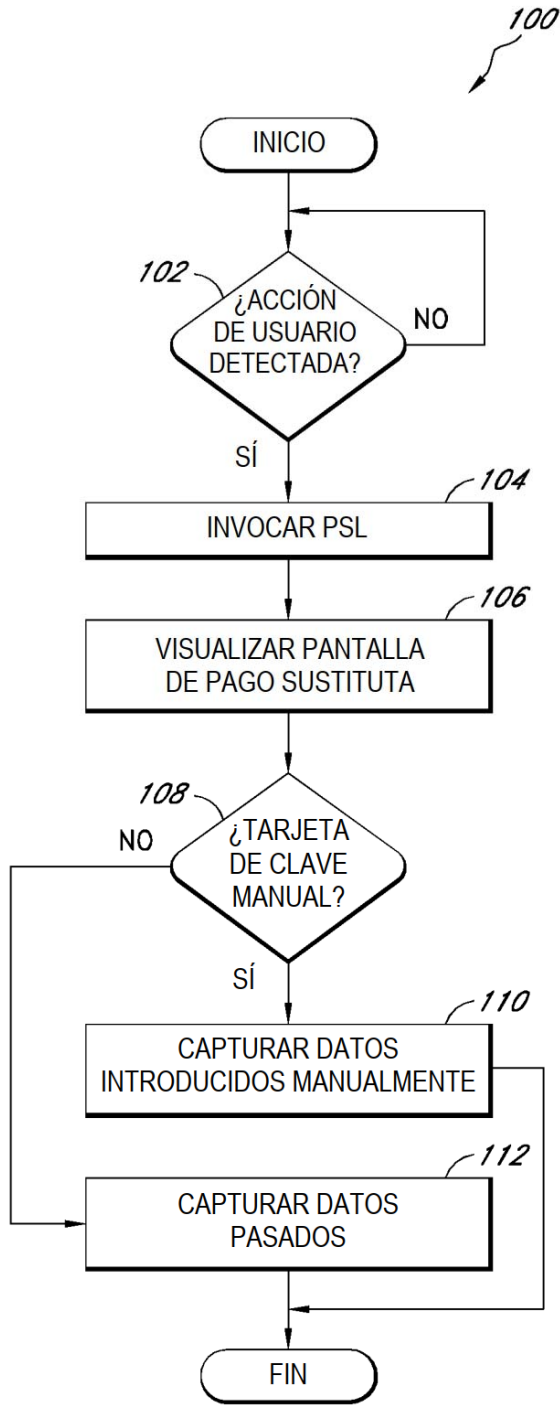 100
INICIO
102
¿ACCIÓN
DE USUARIO
DETECTADA?
NO
SÍ
104
INVOCAR PSL
106
VISUALIZAR PANTALLA
DE PAGO SUSTITUTA
108
¿TARJETA
DE CLAVE
MANUAL?
NO
SÍ
110
CAPTURAR DATOS
INTRODUCIDOS MANUALMENTE
112
CAPTURAR DATOS
PASADOS
FIN